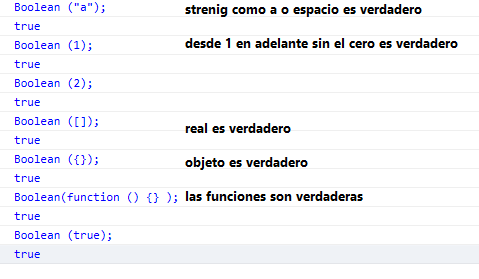 Boolean ("a"); strenig como a o espacio es verdadero
true
Boolean (1); desde 1 en adelante sin el cero es verdadero
true
Boolean (2);
true
Boolean ([]); real es verdadero
true
Boolean ({}); objeto es verdadero
true
Boolean(function () {} ); las funciones son verdaderas
true
Boolean (true);
true